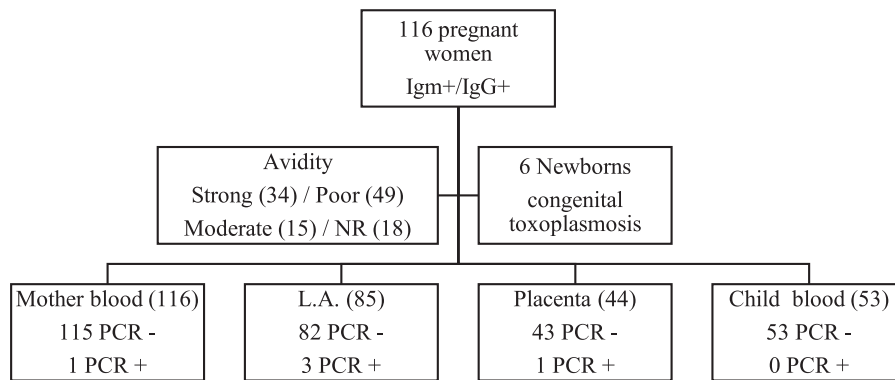 116 pregnant
women
Igm+/IgG+
Avidity
Strong (34) / Poor (49)
Moderate (15) / NR (18)
6 Newborns
congenital
toxoplasmosis
Mother blood (116)
115 PCR -
1 PCR +
L.A. (85)
82 PCR -
3 PCR +
Placenta (44)
43 PCR -
1 PCR +
Child blood (53)
53 PCR -
0 PCR +